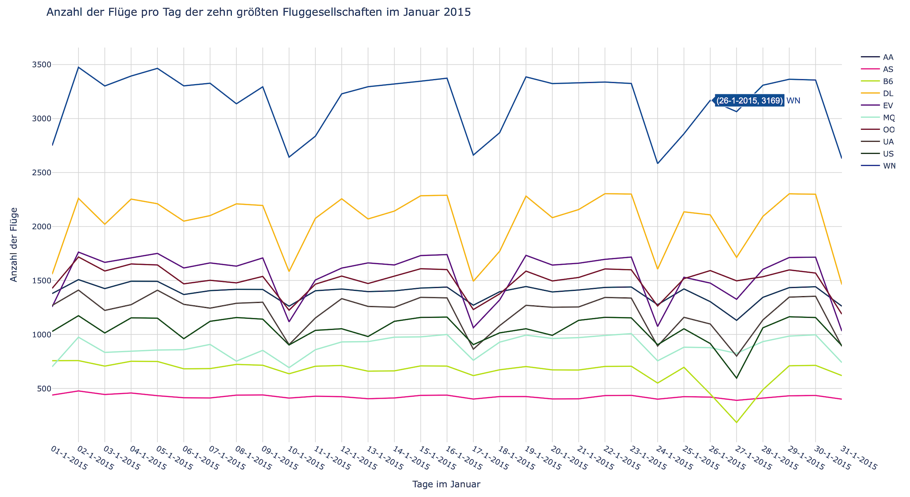 Anzahl der Flüge pro Tag der zehn größten Fluggesellschaften im Januar 2015
Anzahl der Flüge
3500
3000
2500
2000
1500
1000
500
(26-1-2015, 3169) WN
AA
AS
B6
DL
EV
MQ
OO
UA
US
WN
01-1-2015
02-1-2015
03-1-2015
04-1-2015
05-1-2015
06-1-2015
07-1-2015
08-1-2015
09-1-2015
10-1-2015
11-1-2015
12-1-2015
13-1-2015
14-1-2015
15-1-2015
16-1-2015
17-1-2015
18-1-2015
19-1-2015
20-1-2015
21-1-2015
22-1-2015
23-1-2015
24-1-2015
25-1-2015
26-1-2015
27-1-2015
28-1-2015
29-1-2015
30-1-2015
31-1-2015
Tage im Januar